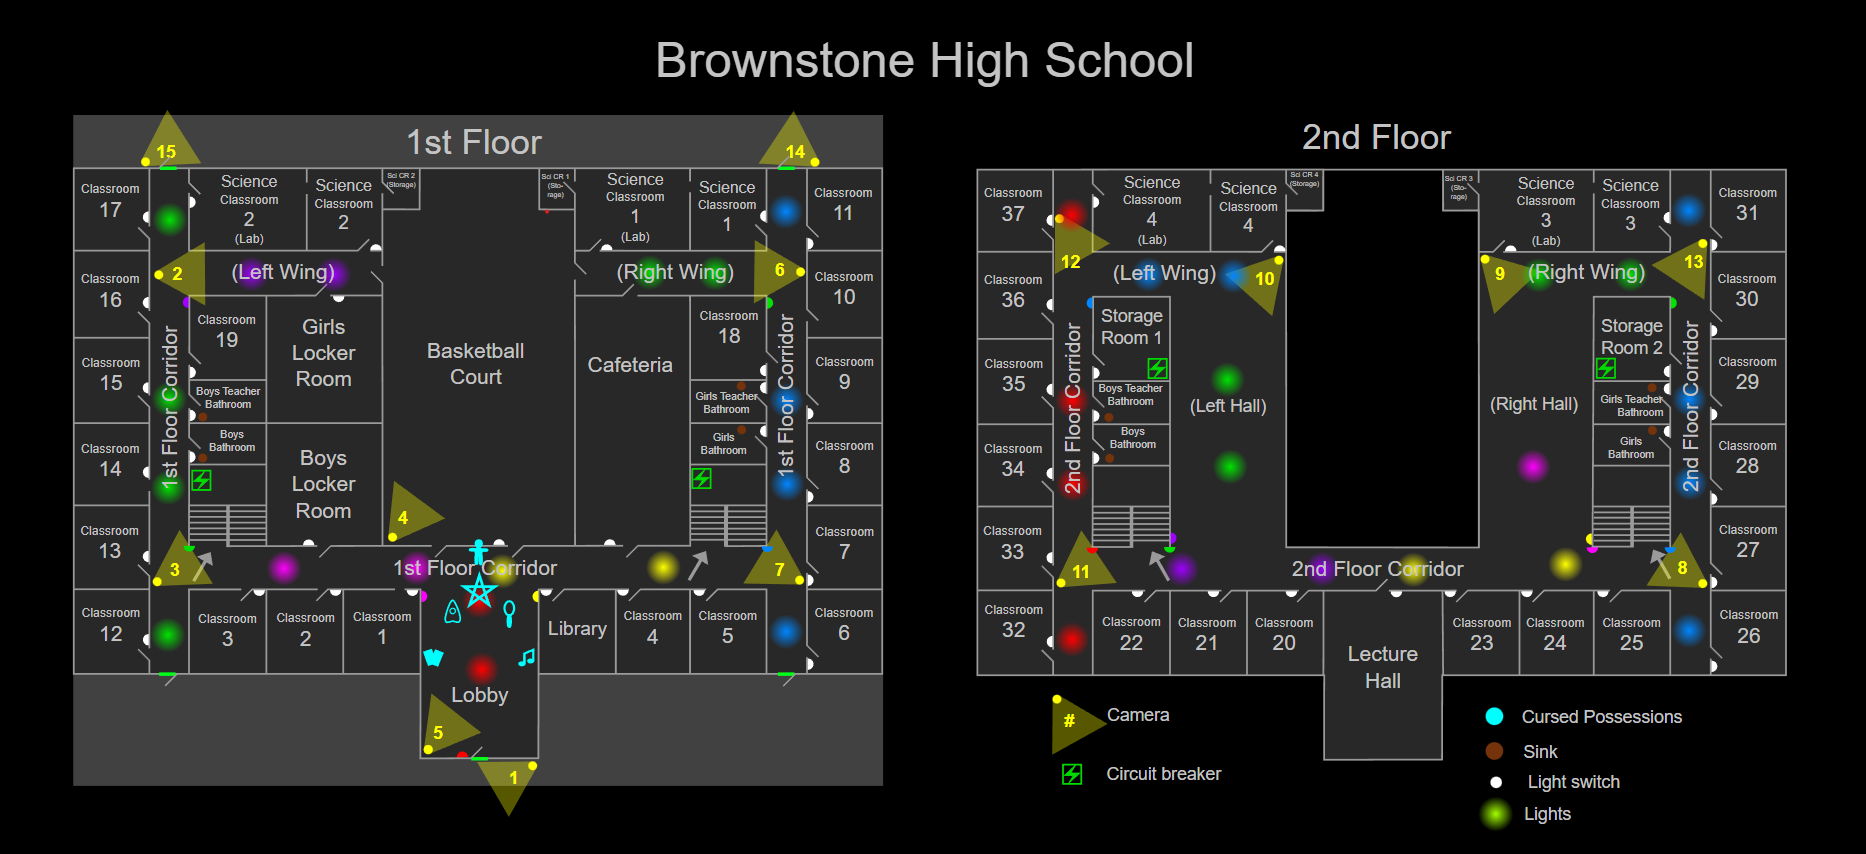 Brownstone High School
1st Floor
2nd Floor
15
14
Classroom
17
Science
Classroom
2
(Lab)
Science
Classroom
2
Sci CR 2
(Storage)
Sci CR 1
(Sto-
rage)
Science
Classroom
1
(Lab)
Science
Classroom
1
Classroom
11
Classroom
16
2
(Left Wing)
(Right Wing)
6
Classroom
10
Classroom
15
1st Floor Corridor
Classroom
19
Girls
Locker
Room
Basketball
Court
Cafeteria
Classroom
18
1st Floor Corridor
Classroom
9
Boys Teacher
Bathroom
Girls Teacher
Bathroom
Classroom
14
Boys
Bathroom
Boys
Locker
Room
Girls
Bathroom
Classroom
8
4
Classroom
13
3
1st Floor Corridor
7
Classroom
7
Classroom
12
Classroom
3
Classroom
2
Classroom
1
Library
Classroom
4
Classroom
5
Classroom
6
Lobby
5
1
Classroom
37
Science
Classroom
4
(Lab)
Science
Classroom
4
Sci CR 4
(Storage)
Sci CR 3
(Sto-
rage)
Science
Classroom
3
(Lab)
Science
Classroom
3
Classroom
31
12
(Left Wing)
10
9
(Right Wing)
13
Classroom
36
Storage
Room 1
Storage
Room 2
Classroom
30
Classroom
35
2nd Floor Corridor
Boys Teacher
Bathroom
(Left Hall)
(Right Hall)
Girls Teacher
Bathroom
2nd Floor Corridor
Classroom
29
Classroom
34
Boys
Bathroom
Girls
Bathroom
Classroom
28
Classroom
33
11
2nd Floor Corridor
8
Classroom
27
Classroom
32
Classroom
22
Classroom
21
Classroom
20
Lecture
Hall
Classroom
23
Classroom
24
Classroom
25
Classroom
26
#
Camera
Circuit breaker
Cursed Possessions
Sink
Light switch
Lights